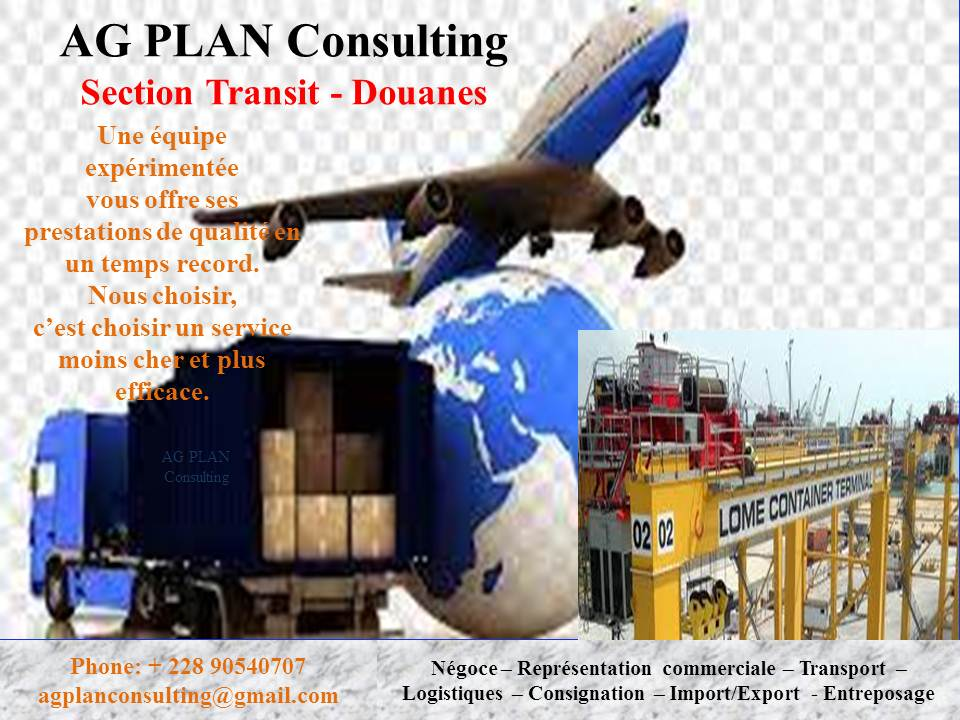 AG PLAN Consulting
Section Transit - Douanes
Une équipe
expérimentée
vous offre ses
prestations de qualité en
un temps record.
Nous choisir,
c’est choisir un service
moins cher et plus
efficace.
AG PLAN
Consulting
02 02
LOME CONTAINER TERMINAL
Phone: + 228 90540707
agplanconsulting@gmail.com
Négoce – Représentation commerciale – Transport –
Logistiques – Consignation – Import/Export - Entreposage